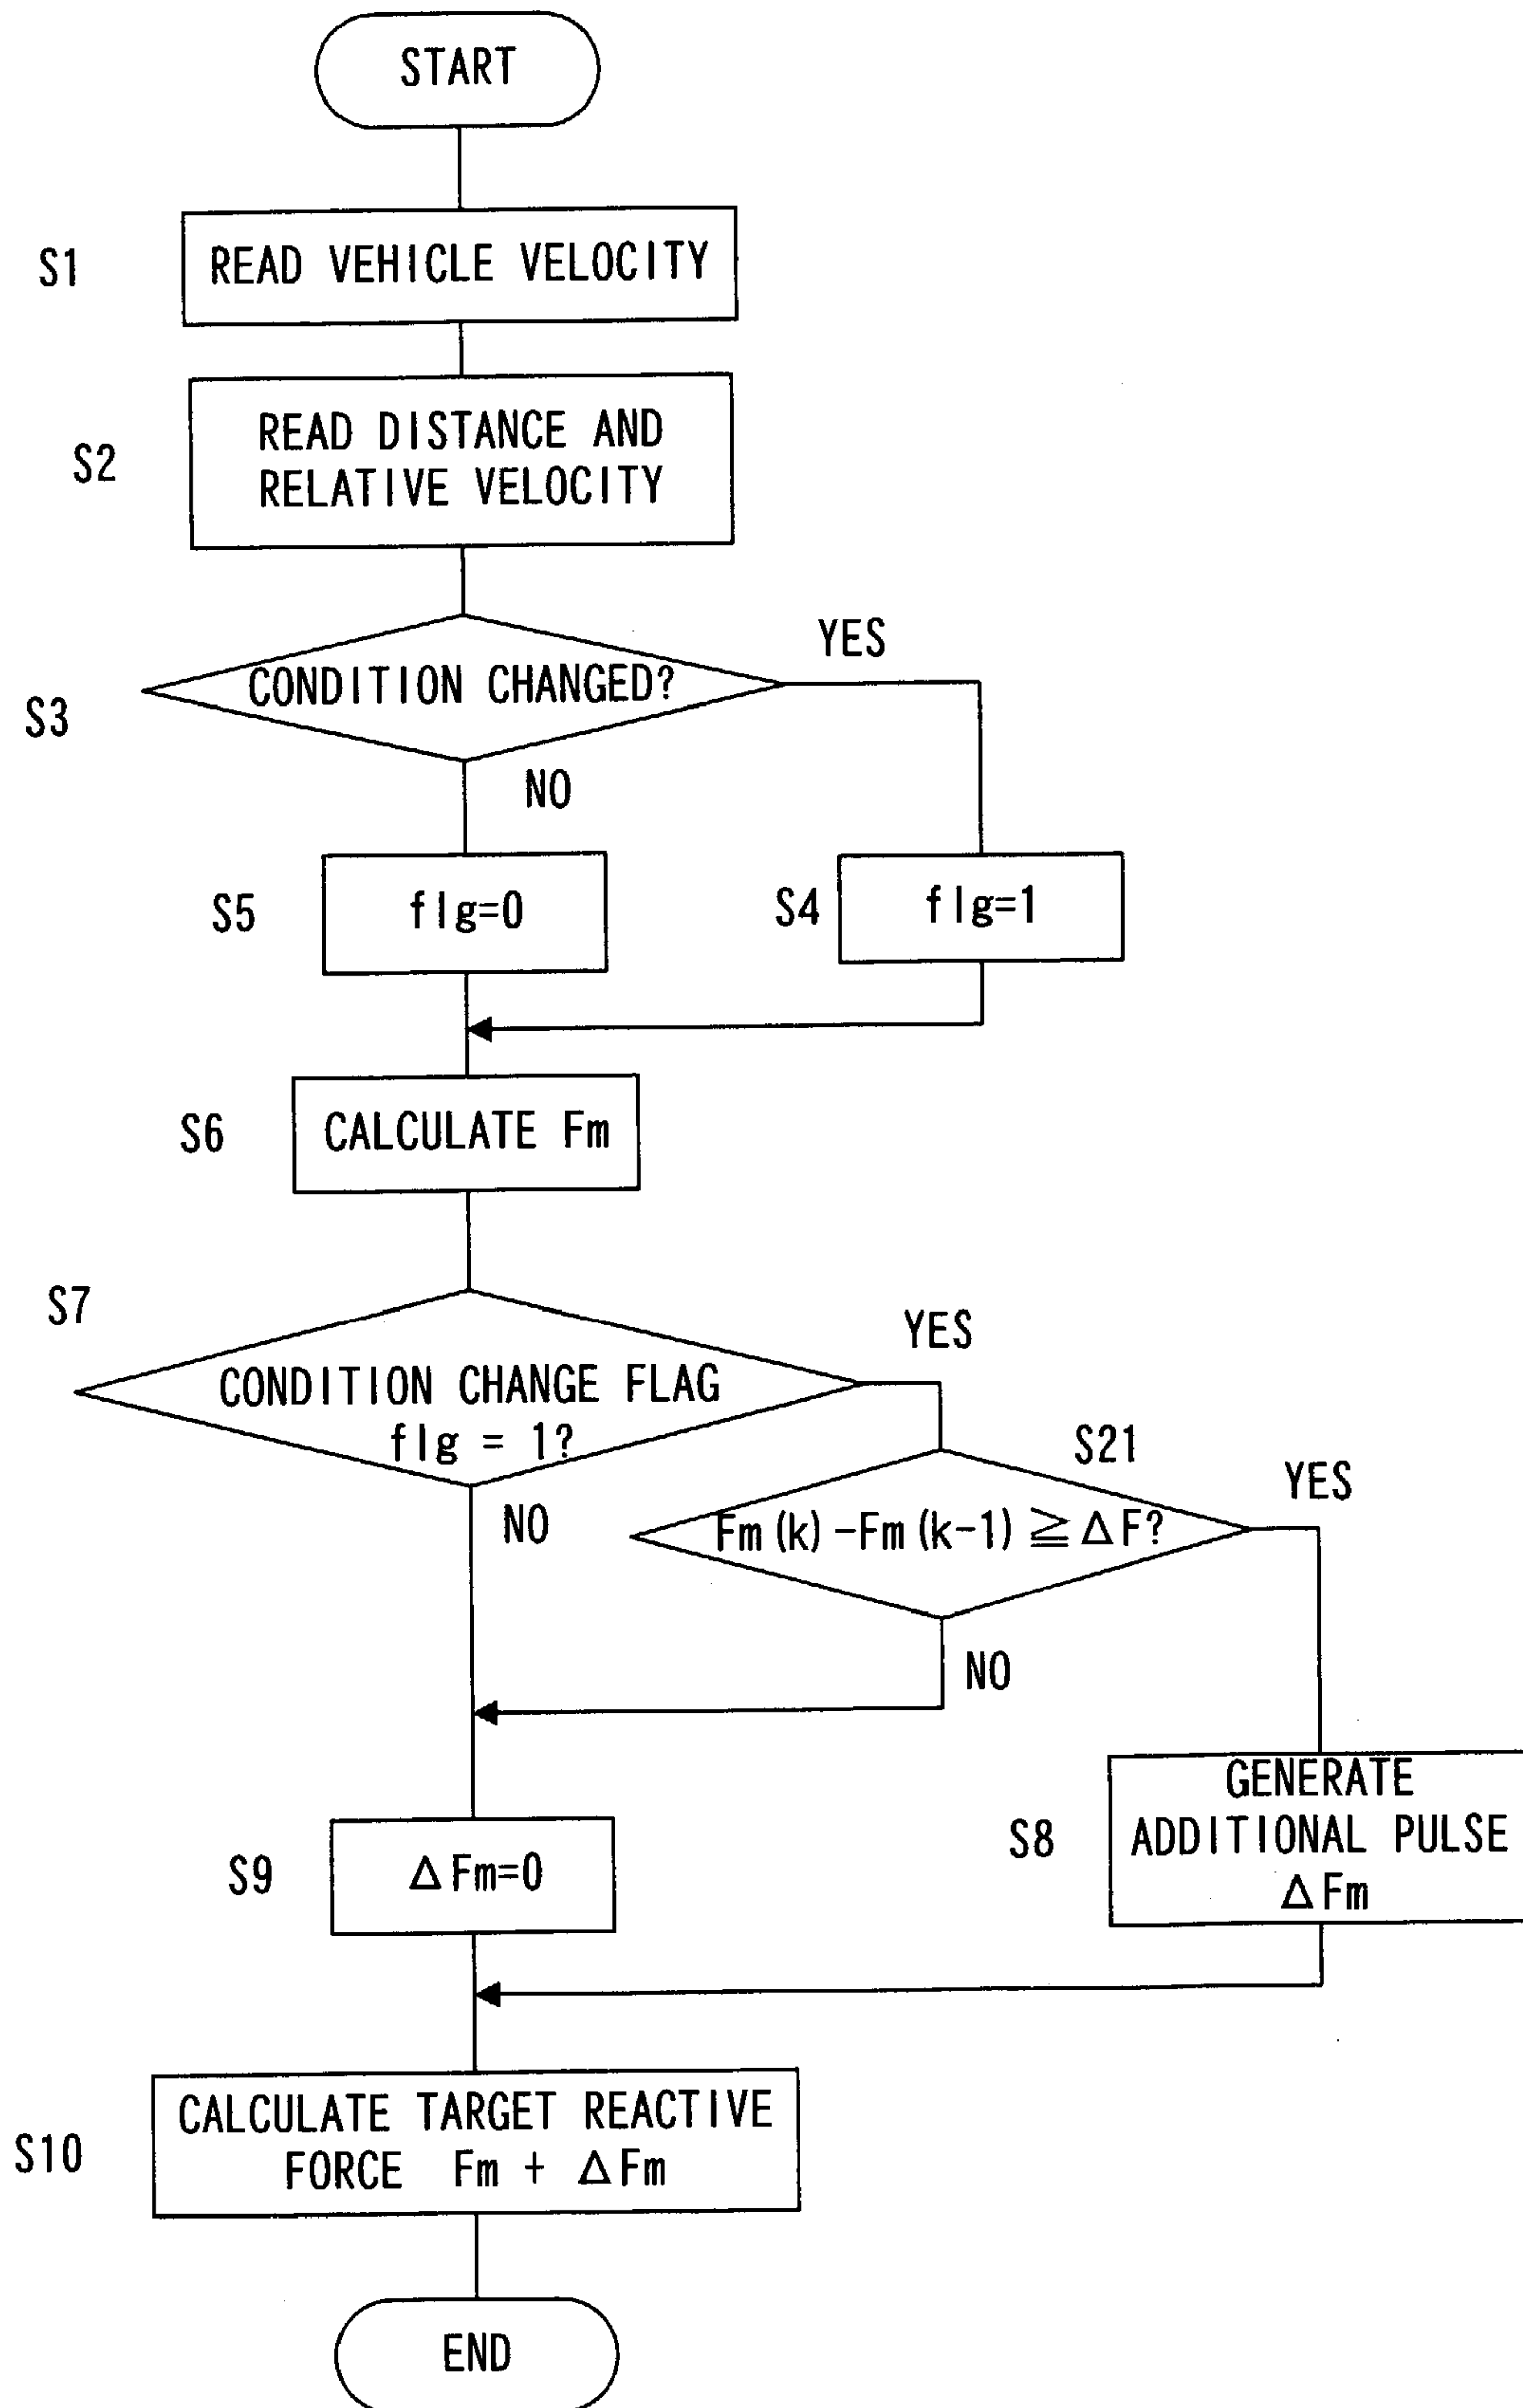 START
S1
READ VEHICLE VELOCITY
S2
READ DISTANCE AND
RELATIVE VELOCITY
YES
S3
CONDITION CHANGED?
NO
S5
flg=0
S4
flg=1
S6
CALCULATE Fm
S7
YES
CONDITION CHANGE FLAG
flg = 1?
S21
YES
NO
Fm(k)-Fm(k-1)≧ΔF?
NO
GENERATE
S8
ADDITIONAL PULSE
ΔFm
S9
ΔFm=0
S10
CALCULATE TARGET REACTIVE
FORCE Fm + ΔFm
END